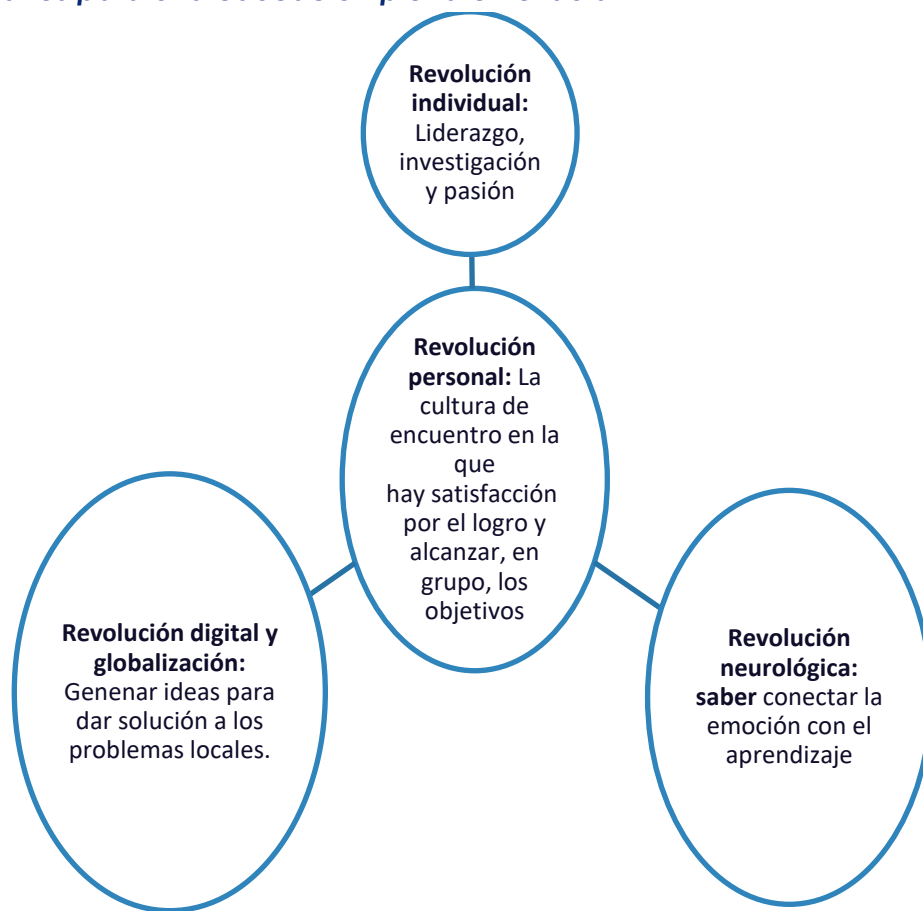 Revolución
individual:
Liderazgo,
investigación
y pasión
Revolución
personal: La
cultura de
encuentro en la
que
hay satisfacción
por el logro y
alcanzar, en
grupo, los
objetivos
Revolución digital y
globalización:
Genenar ideas para
dar solución a los
problemas locales.
Revolución
neurológica:
saber conectar la
emoción con el
aprendizaje